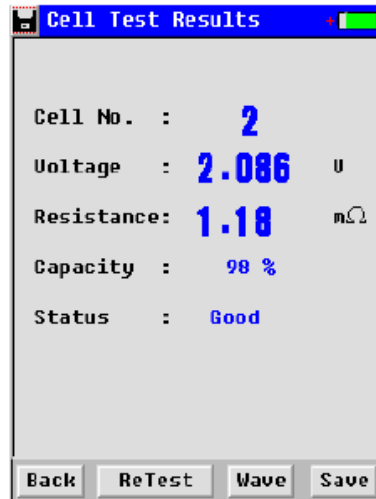 Cell Test Results +
Cell No. : 2
Voltage : 2.086 V
Resistance: 1.18 mΩ
Capacity : 98 %
Status : Good
Back ReTest Wave Save